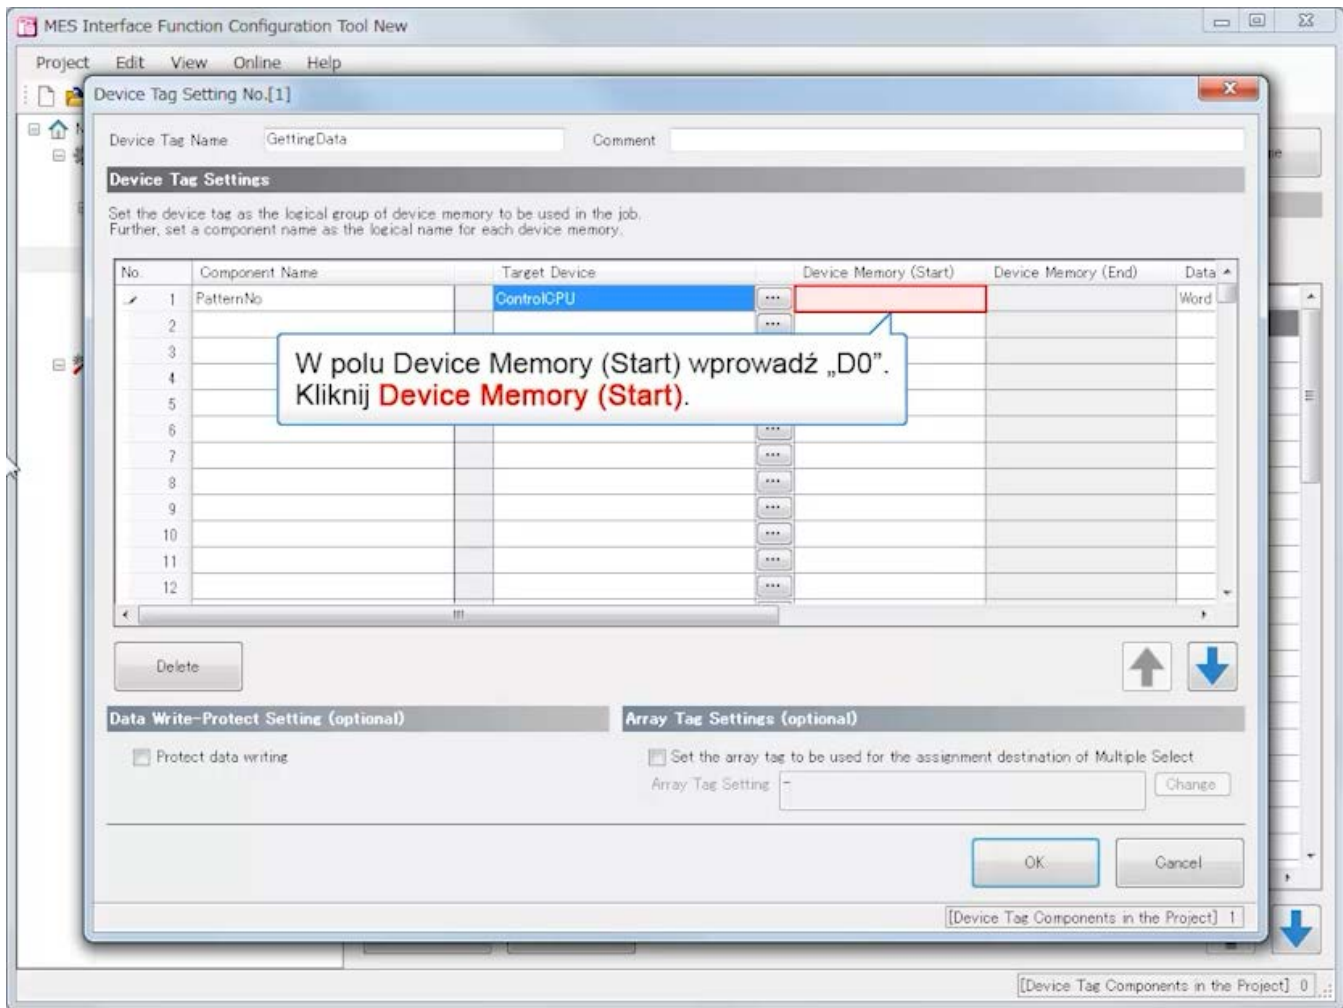 MES Interface Function Configuration Tool New
Project Edit View Online Help
Device Tag Setting No.[1]
Device Tag Name GettingData Comment
Device Tag Settings
Set the device tag as the logical group of device memory to be used in the job.
Further, set a component name as the logical name for each device memory.
No. Component Name Target Device Device Memory (Start) Device Memory (End) Data
1 PatternNo ControlCPU ... Word
2 ...
3
W polu Device Memory (Start) wprowadź „D0”.
4
Kliknij Device Memory (Start).
5
6 ...
7 ...
8 ...
9 ...
10 ...
11 ...
12 ...
Delete
Data Write-Protect Setting (optional) Array Tag Settings (optional)
Protect data writing Set the array tag to be used for the assignment destination of Multiple Select
Array Tag Setting - Change
OK Cancel
[Device Tag Components in the Project] 1
[Device Tag Components in the Project] 0